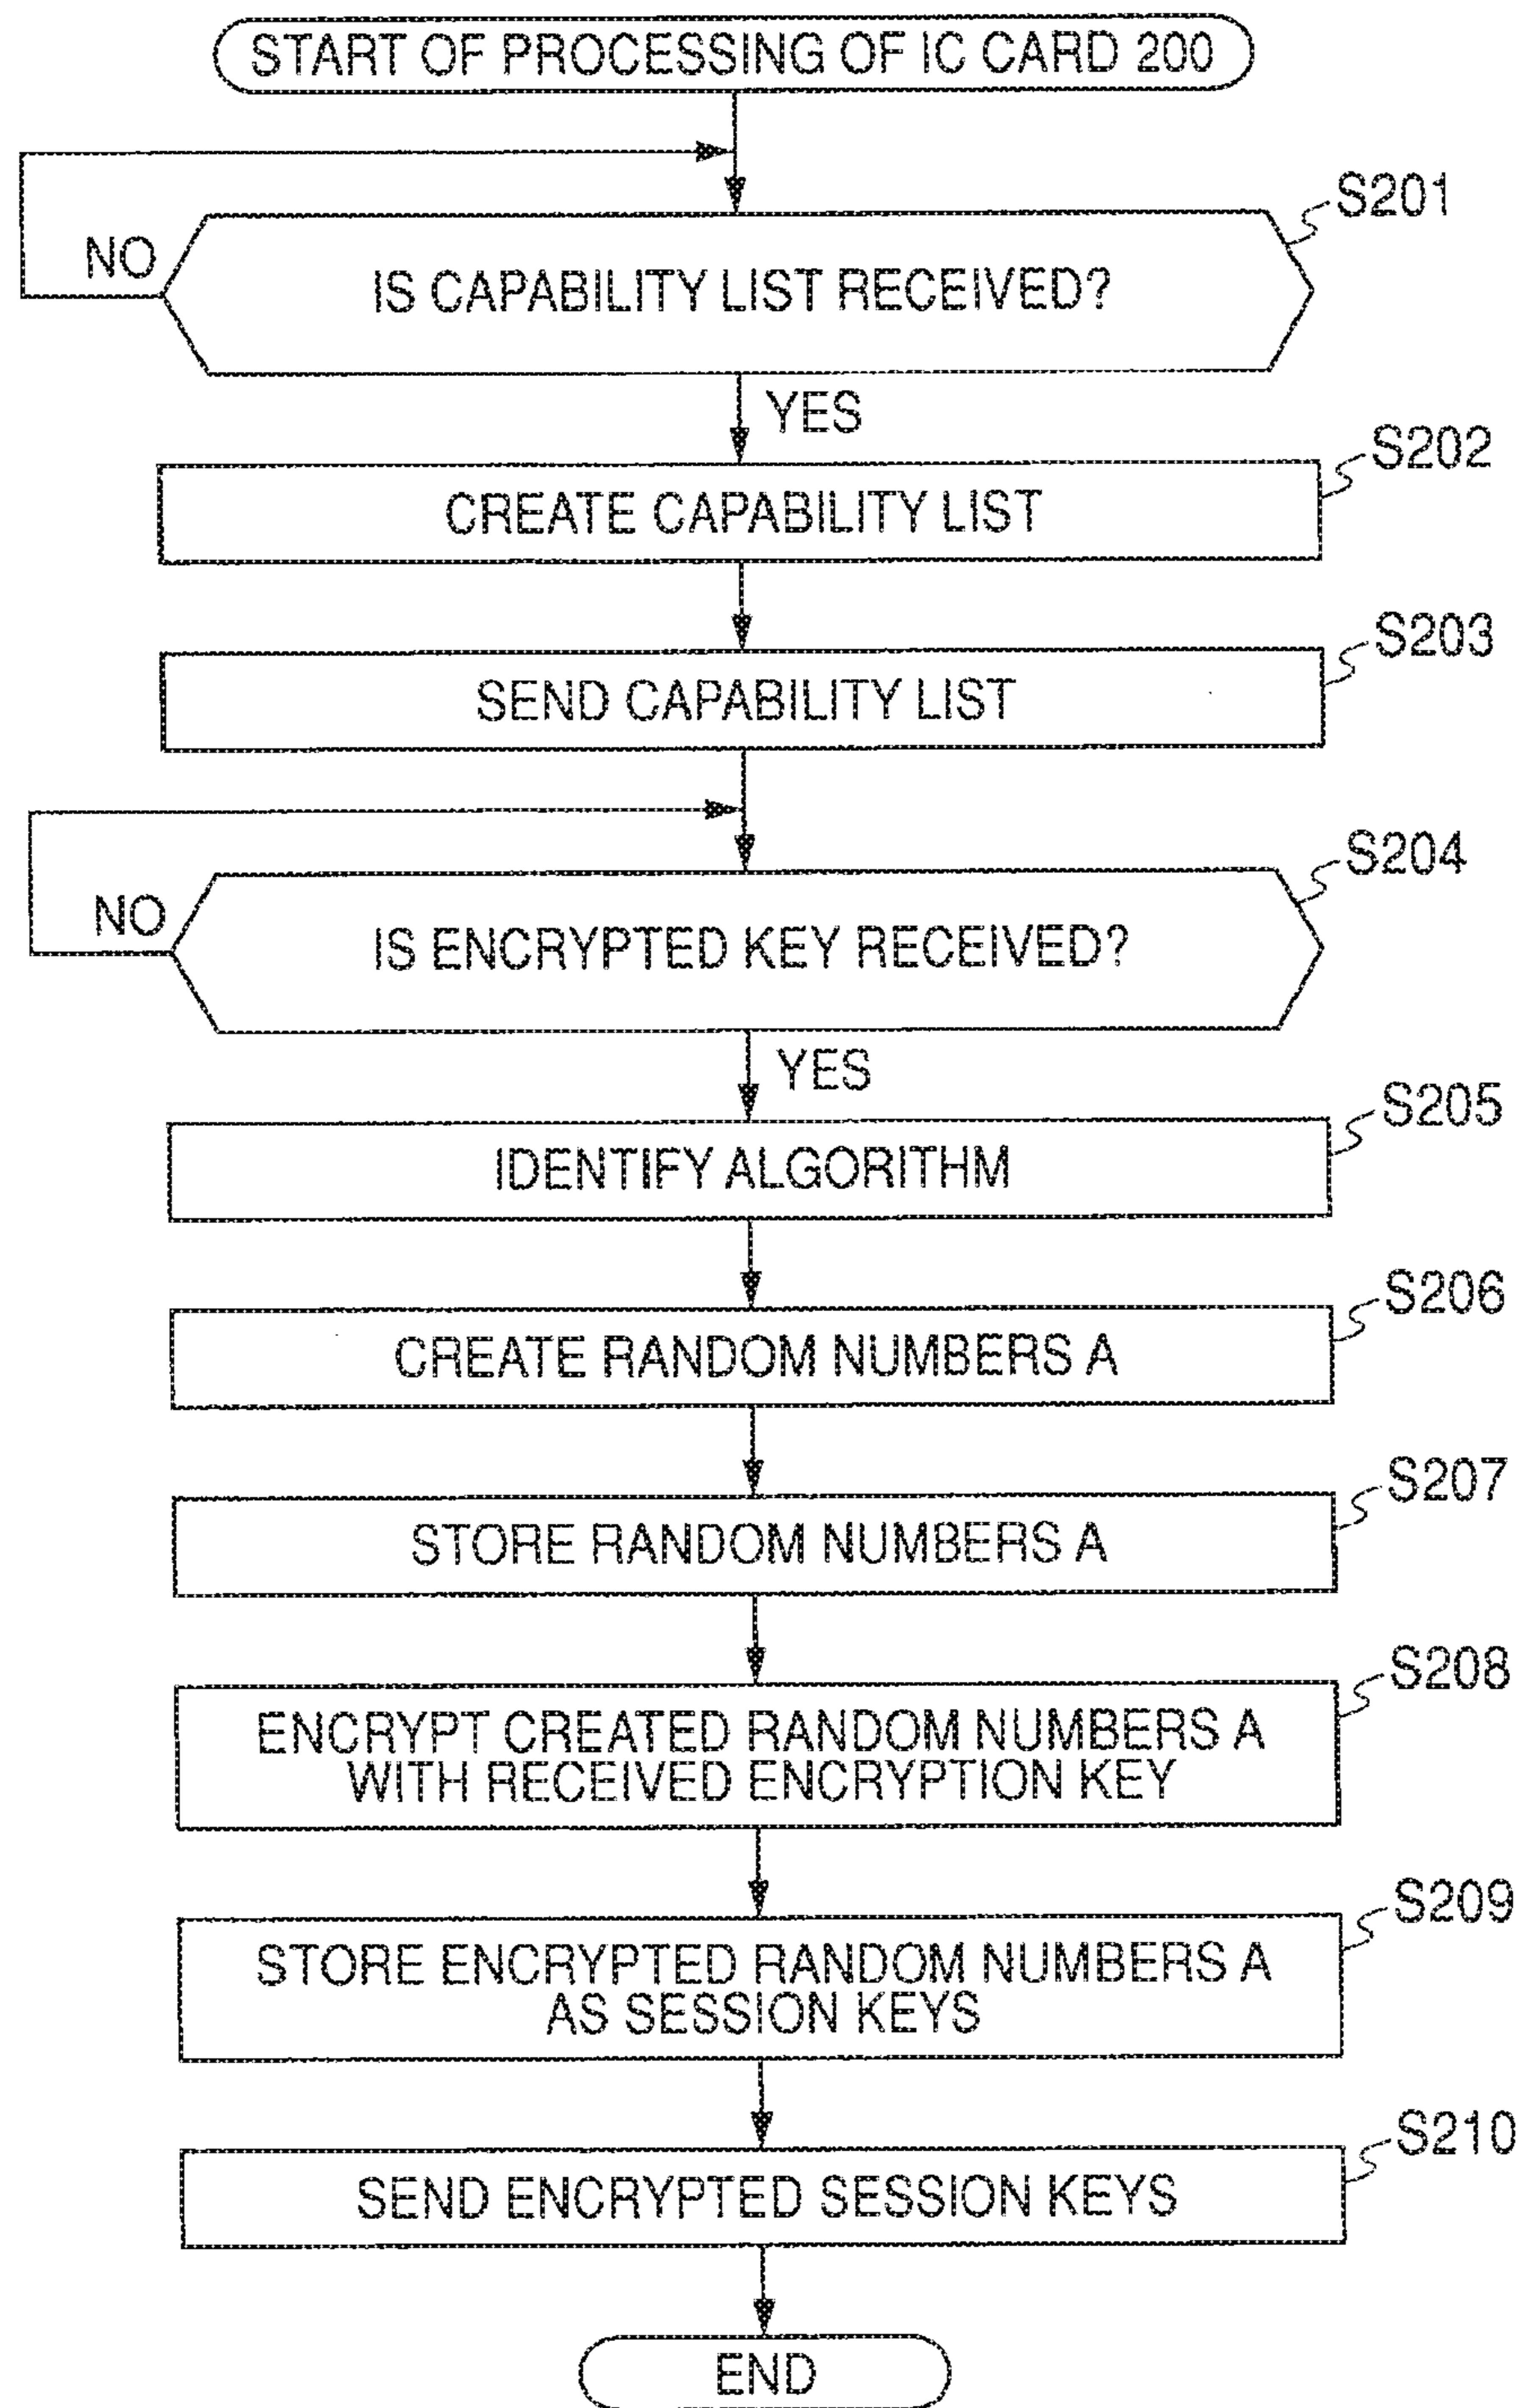 START OF PROCESSING OF IC CARD 200
S201
NO
IS CAPABILITY LIST RECEIVED?
YES
S202
CREATE CAPABILITY LIST
S203
SEND CAPABILITY LIST
S204
NO
IS ENCRYPTED KEY RECEIVED?
YES
S205
IDENTIFY ALGORITHM
S206
CREATE RANDOM NUMBERS A
S207
STORE RANDOM NUMBERS A
S208
ENCRYPT CREATED RANDOM NUMBERS A
WITH RECEIVED ENCRYPTION KEY
S209
STORE ENCRYPTED RANDOM NUMBERS A
AS SESSION KEYS
S210
SEND ENCRYPTED SESSION KEYS
END